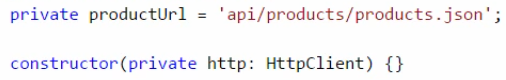 private productUrl = 'api/products/products.json';
constructor(private http: HttpClient) {}